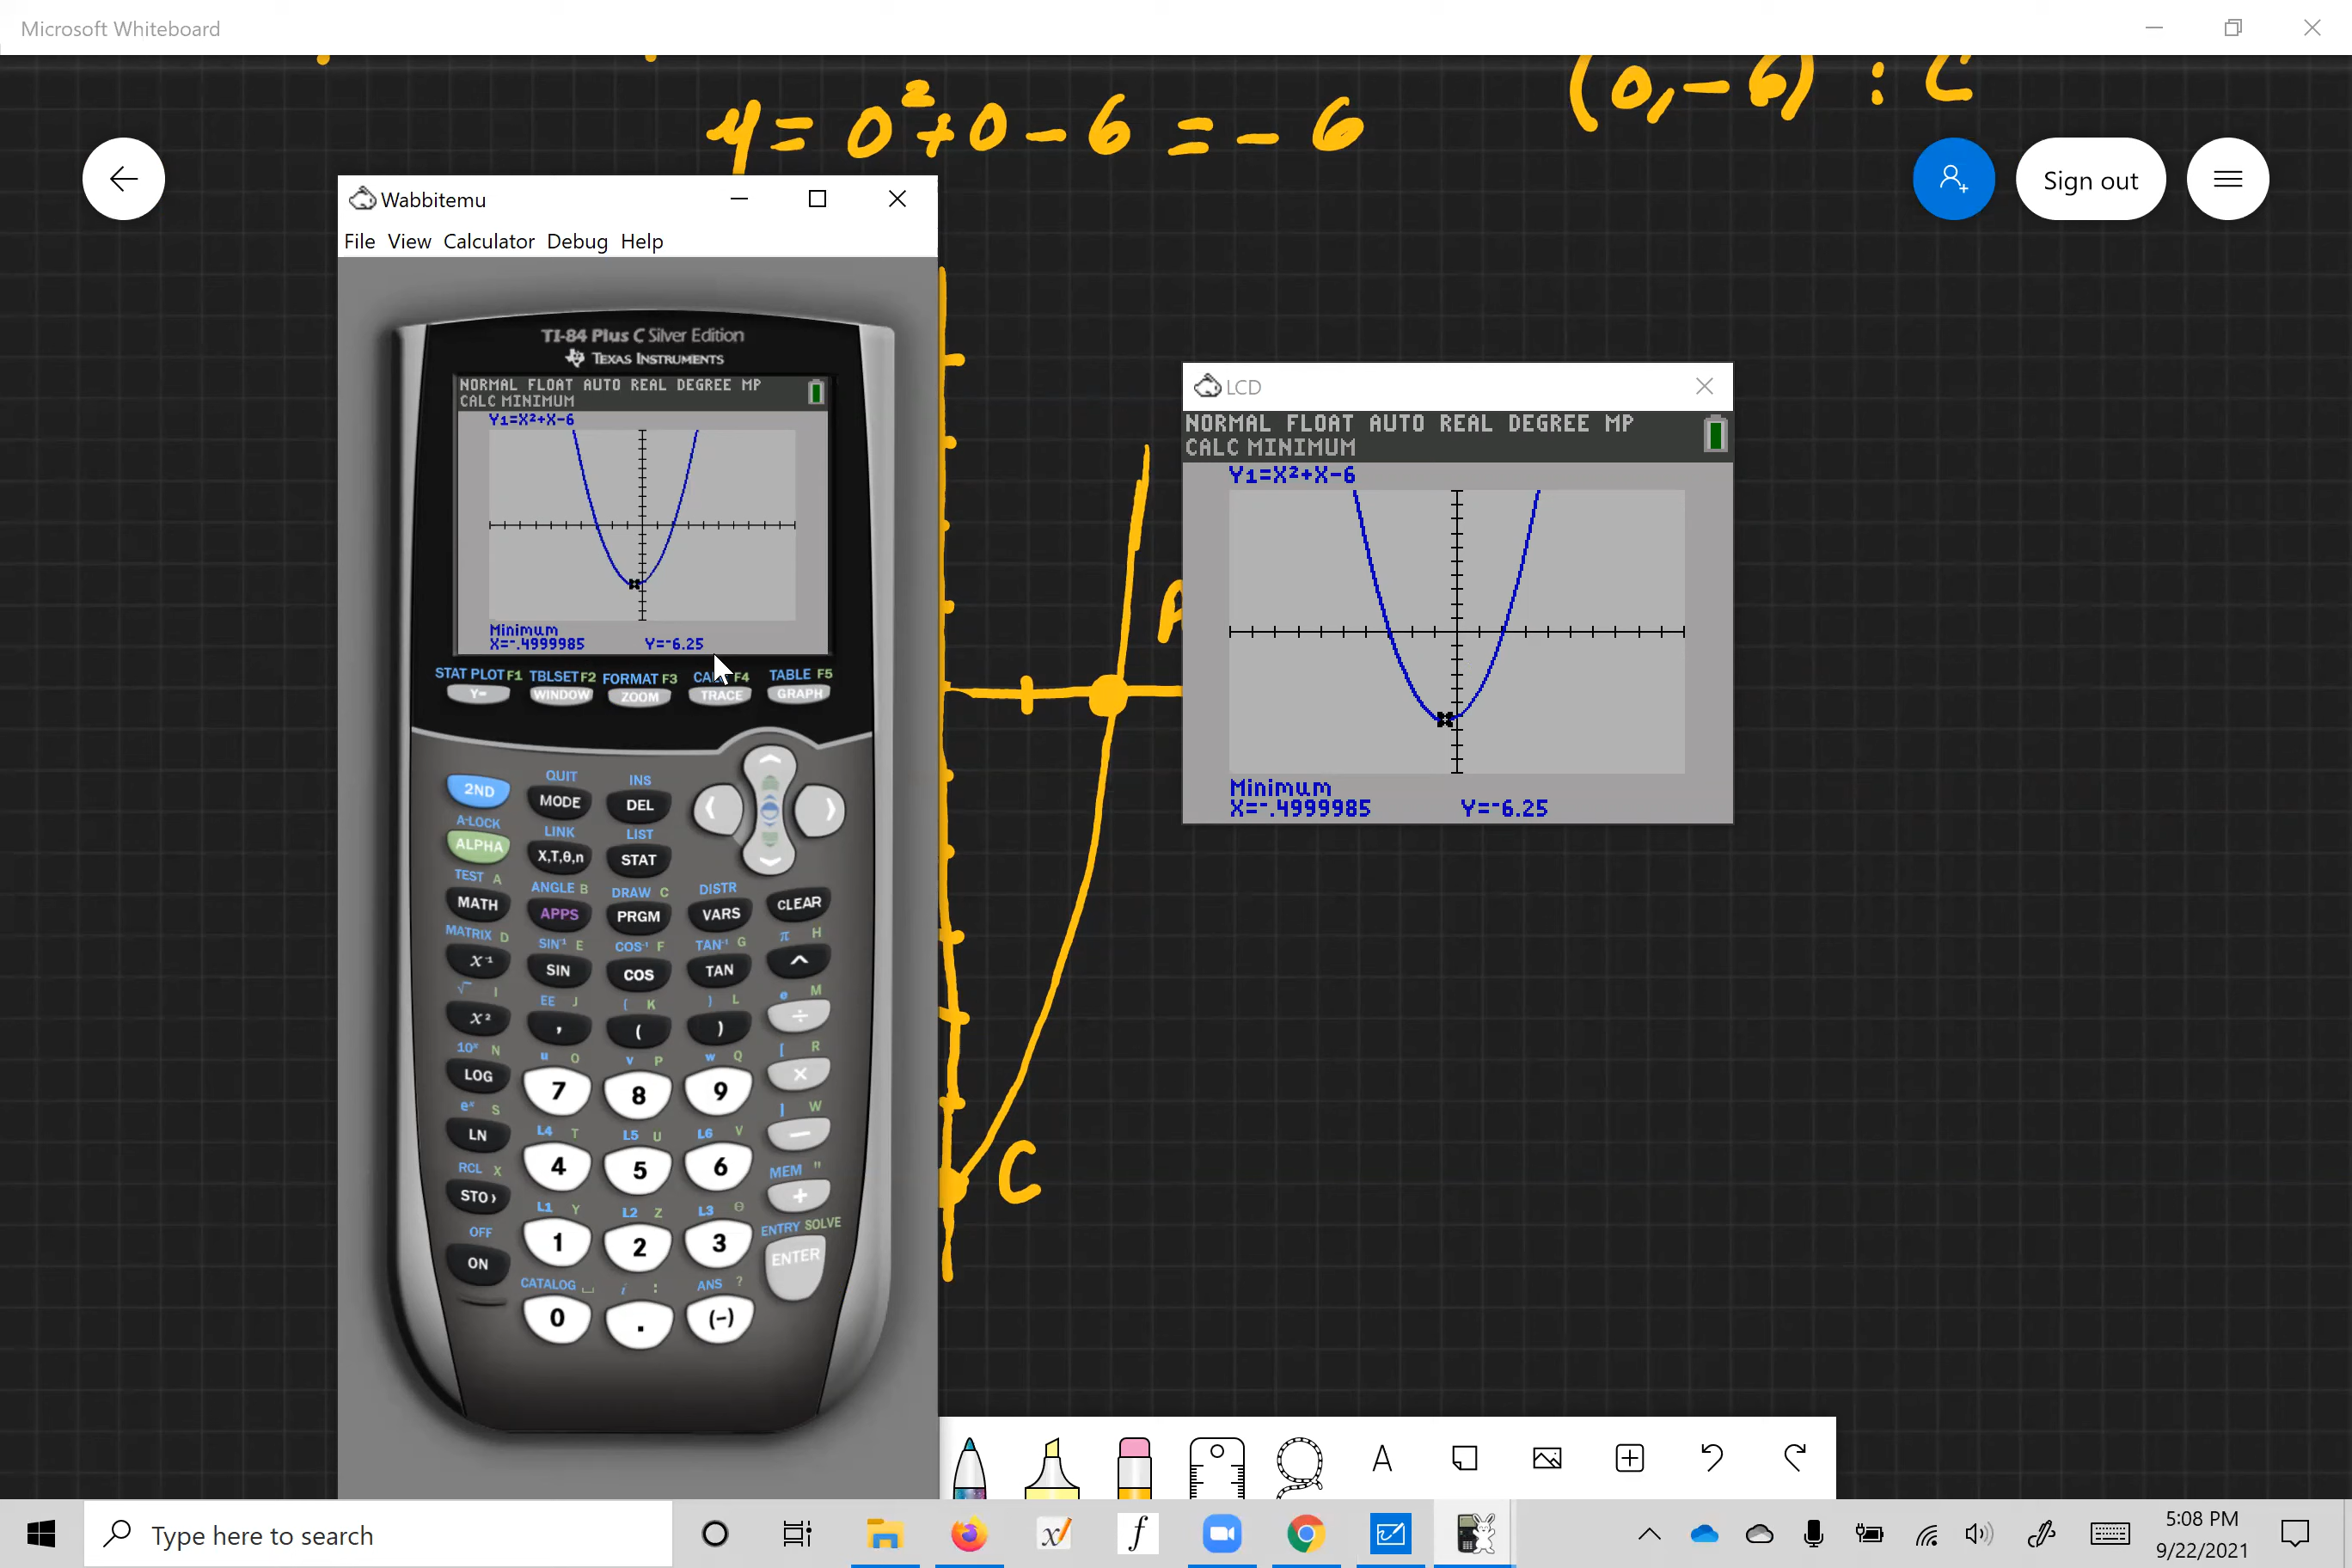 Microsoft Whiteboard
(0,-6) : C
y = 0²+0-6 = -6
Sign out
Wabbitemu
File View Calculator Debug Help
TI-84 Plus C Silver Edition
TEXAS INSTRUMENTS
NORMAL FLOAT AUTO REAL DEGREE MP
CALC MINIMUM
Y1=X²+X-6
Minimum
X=-.4999985 Y=-6.25
LCD
NORMAL FLOAT AUTO REAL DEGREE MP
CALC MINIMUM
Y1=X²+X-6
Minimum
X=-.4999985 Y=-6.25
STAT PLOT F1 TBLSET F2 FORMAT F3 F4 TABLE F5
Y= WINDOW ZOOM TRACE GRAPH
QUIT INS
2ND MODE DEL
A-LOCK LINK LIST
ALPHA X,T,θ,n STAT
TEST A ANGLE B DRAW C DISTR
MATH APPS PRGM VARS CLEAR
MATRIX D SIN⁻¹ E COS⁻¹ F TAN⁻¹ G π H
x⁻¹ SIN COS TAN ^
√ I EE J ( K ) L e M
x² , ( ) ÷
10ˣ N u O v P w Q [ R
LOG 7 8 9 ×
eˣ S L4 T L5 U L6 V ] W
LN 4 5 6 −
RCL X L1 Y L2 Z L3 θ MEM "
STO› 1 2 3 +
OFF ENTRY SOLVE
ON ENTER
CATALOG i : ANS ?
0 . (-)
C
A
Type here to search
x
f
5:08 PM
9/22/2021